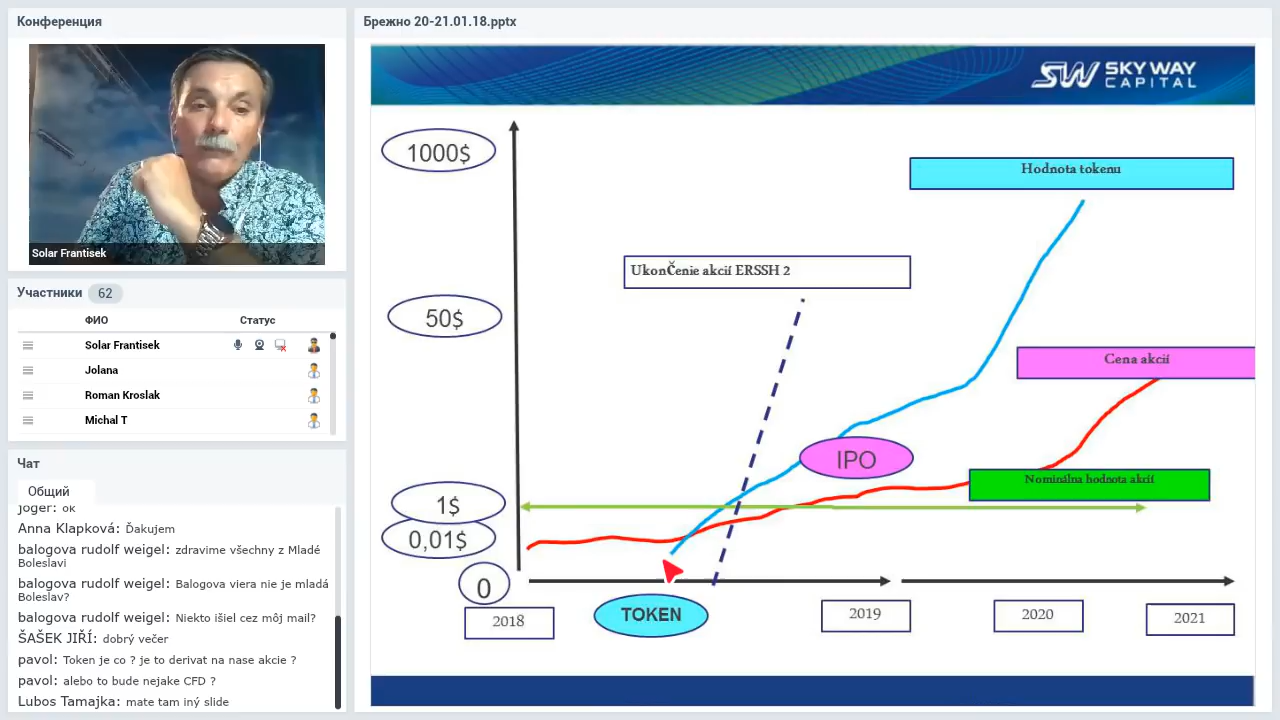 Конференция
Solar Frantisek
Участники 62
ФИО Статус
Solar Frantisek
Jolana
Roman Kroslak
Michal T
Чат
Общий
joger: ок
Anna Klapková: Ďakujem
balogova rudolf weigel: zdravime všechny z Mladé
Boleslavi
balogova rudolf weigel: Balogova viera nie je mladá
Boleslav?
balogova rudolf weigel: Niekto išiel cez môj mail?
ŠAŠEK JIŘÍ: dobrý večer
pavol: Token je co ? je to derivat na nase akcie ?
pavol: alebo to bude nejake CFD ?
Lubos Tamajka: mate tam iný slide
Брежно 20-21.01.18.pptx
SW SKY WAY
CAPITAL
1000$
Hodnota tokenu
UkonČenie akcií ERSSH 2
50$
Cena akcií
IPO
Nominálna hodnota akcií
1$
0,01$
0
TOKEN
2018
2019
2020
2021